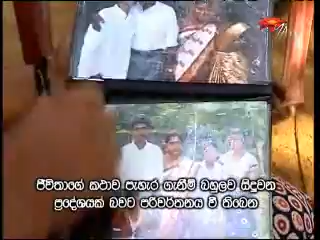 ජීවිතාගේ කථාව පැහැර ගැනීම් බහුලව සිදුවන
ප්‍රදේශයක් බවට පරිවර්තනය වී තිබෙන